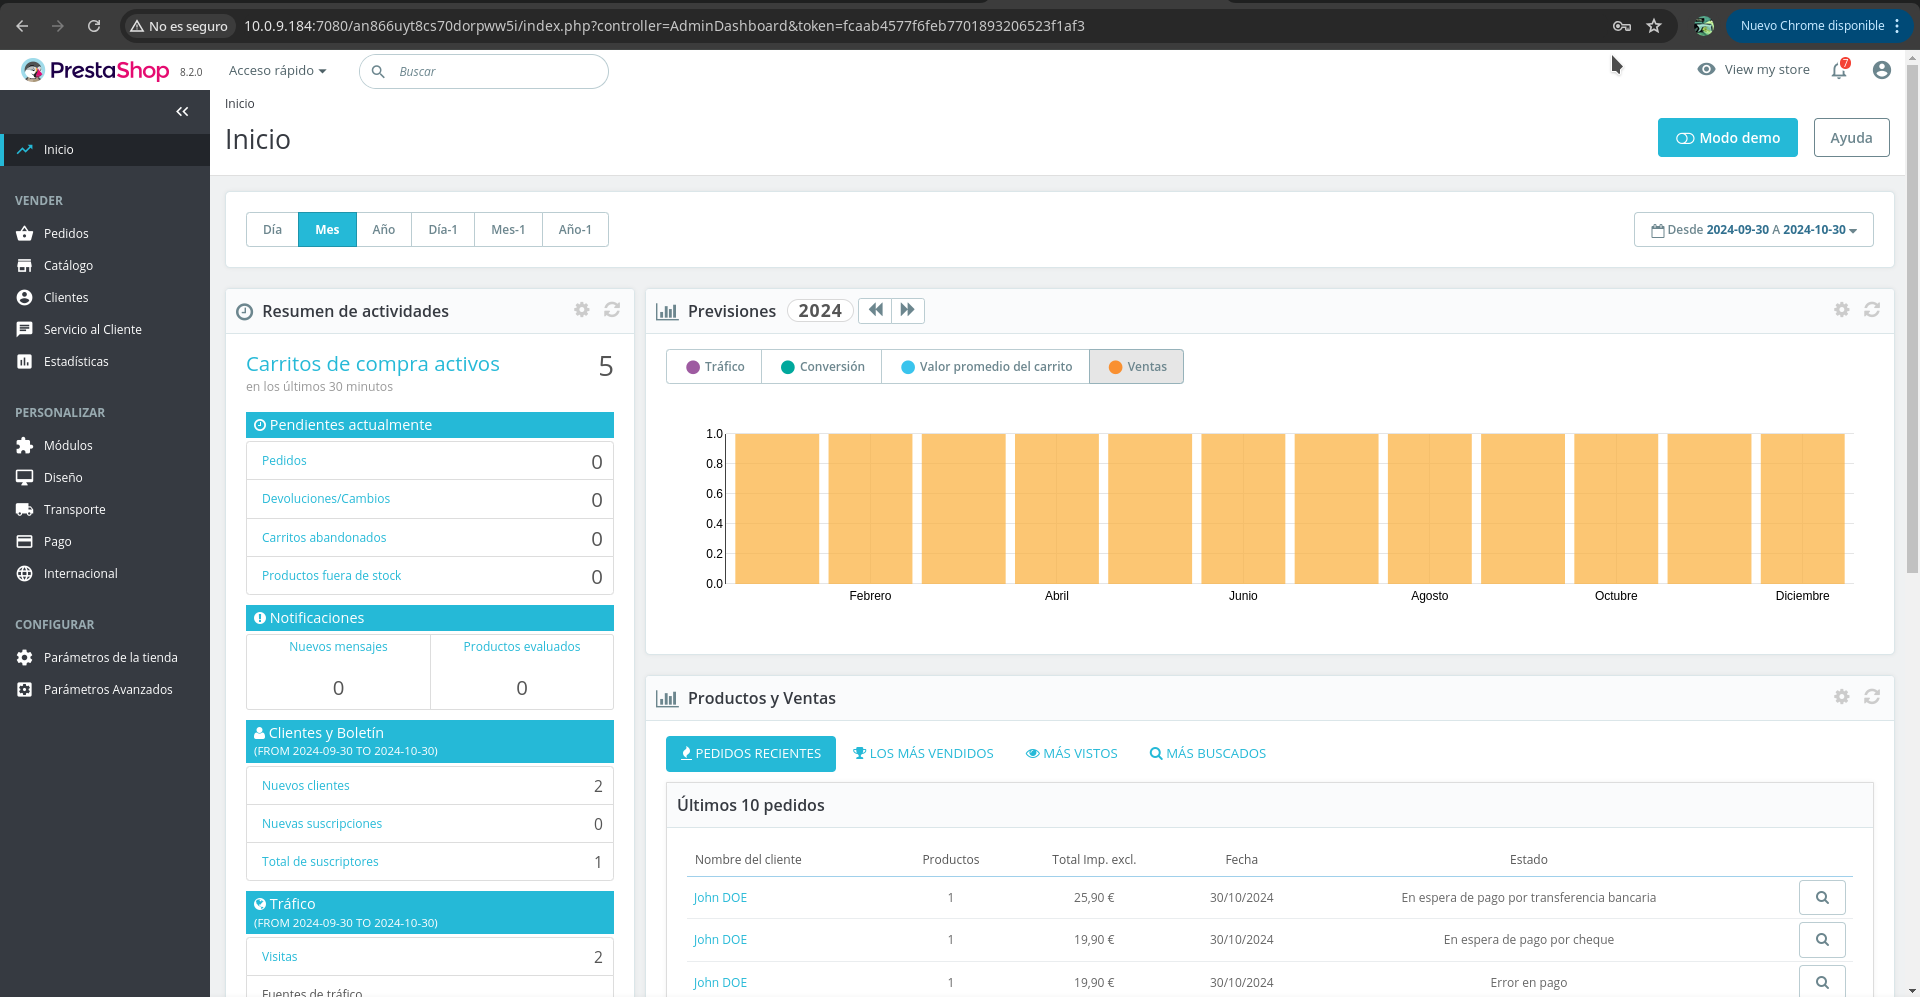 No es seguro
10.0.9.184:7080/an866uyt8cs70dorpww5i/index.php?controller=AdminDashboard&token=fcaab4577f6feb7701893206523f1af3
Nuevo Chrome disponible
PrestaShop 8.2.0
Acceso rápido
Buscar
View my store
7
Inicio
Inicio
Modo demo
Ayuda
Inicio
VENDER
Pedidos
Catálogo
Clientes
Servicio al Cliente
Estadísticas
PERSONALIZAR
Módulos
Diseño
Transporte
Pago
Internacional
CONFIGURAR
Parámetros de la tienda
Parámetros Avanzados
Día Mes Año Día-1 Mes-1 Año-1
Desde 2024-09-30 A 2024-10-30
Resumen de actividades
Carritos de compra activos 5
en los últimos 30 minutos
Pendientes actualmente
Pedidos 0
Devoluciones/Cambios 0
Carritos abandonados 0
Productos fuera de stock 0
Notificaciones
Nuevos mensajes Productos evaluados
0 0
Clientes y Boletín
(FROM 2024-09-30 TO 2024-10-30)
Nuevos clientes 2
Nuevas suscripciones 0
Total de suscriptores 1
Tráfico
(FROM 2024-09-30 TO 2024-10-30)
Visitas 2
Fuentes de tráfico
Previsiones 2024
Tráfico Conversión Valor promedio del carrito Ventas
1.0
0.8
0.6
0.4
0.2
0.0
Febrero Abril Junio Agosto Octubre Diciembre
Productos y Ventas
PEDIDOS RECIENTES LOS MÁS VENDIDOS MÁS VISTOS MÁS BUSCADOS
Últimos 10 pedidos
Nombre del cliente Productos Total Imp. excl. Fecha Estado
John DOE 1 25,90 € 30/10/2024 En espera de pago por transferencia bancaria
John DOE 1 19,90 € 30/10/2024 En espera de pago por cheque
John DOE 1 19,90 € 30/10/2024 Error en pago